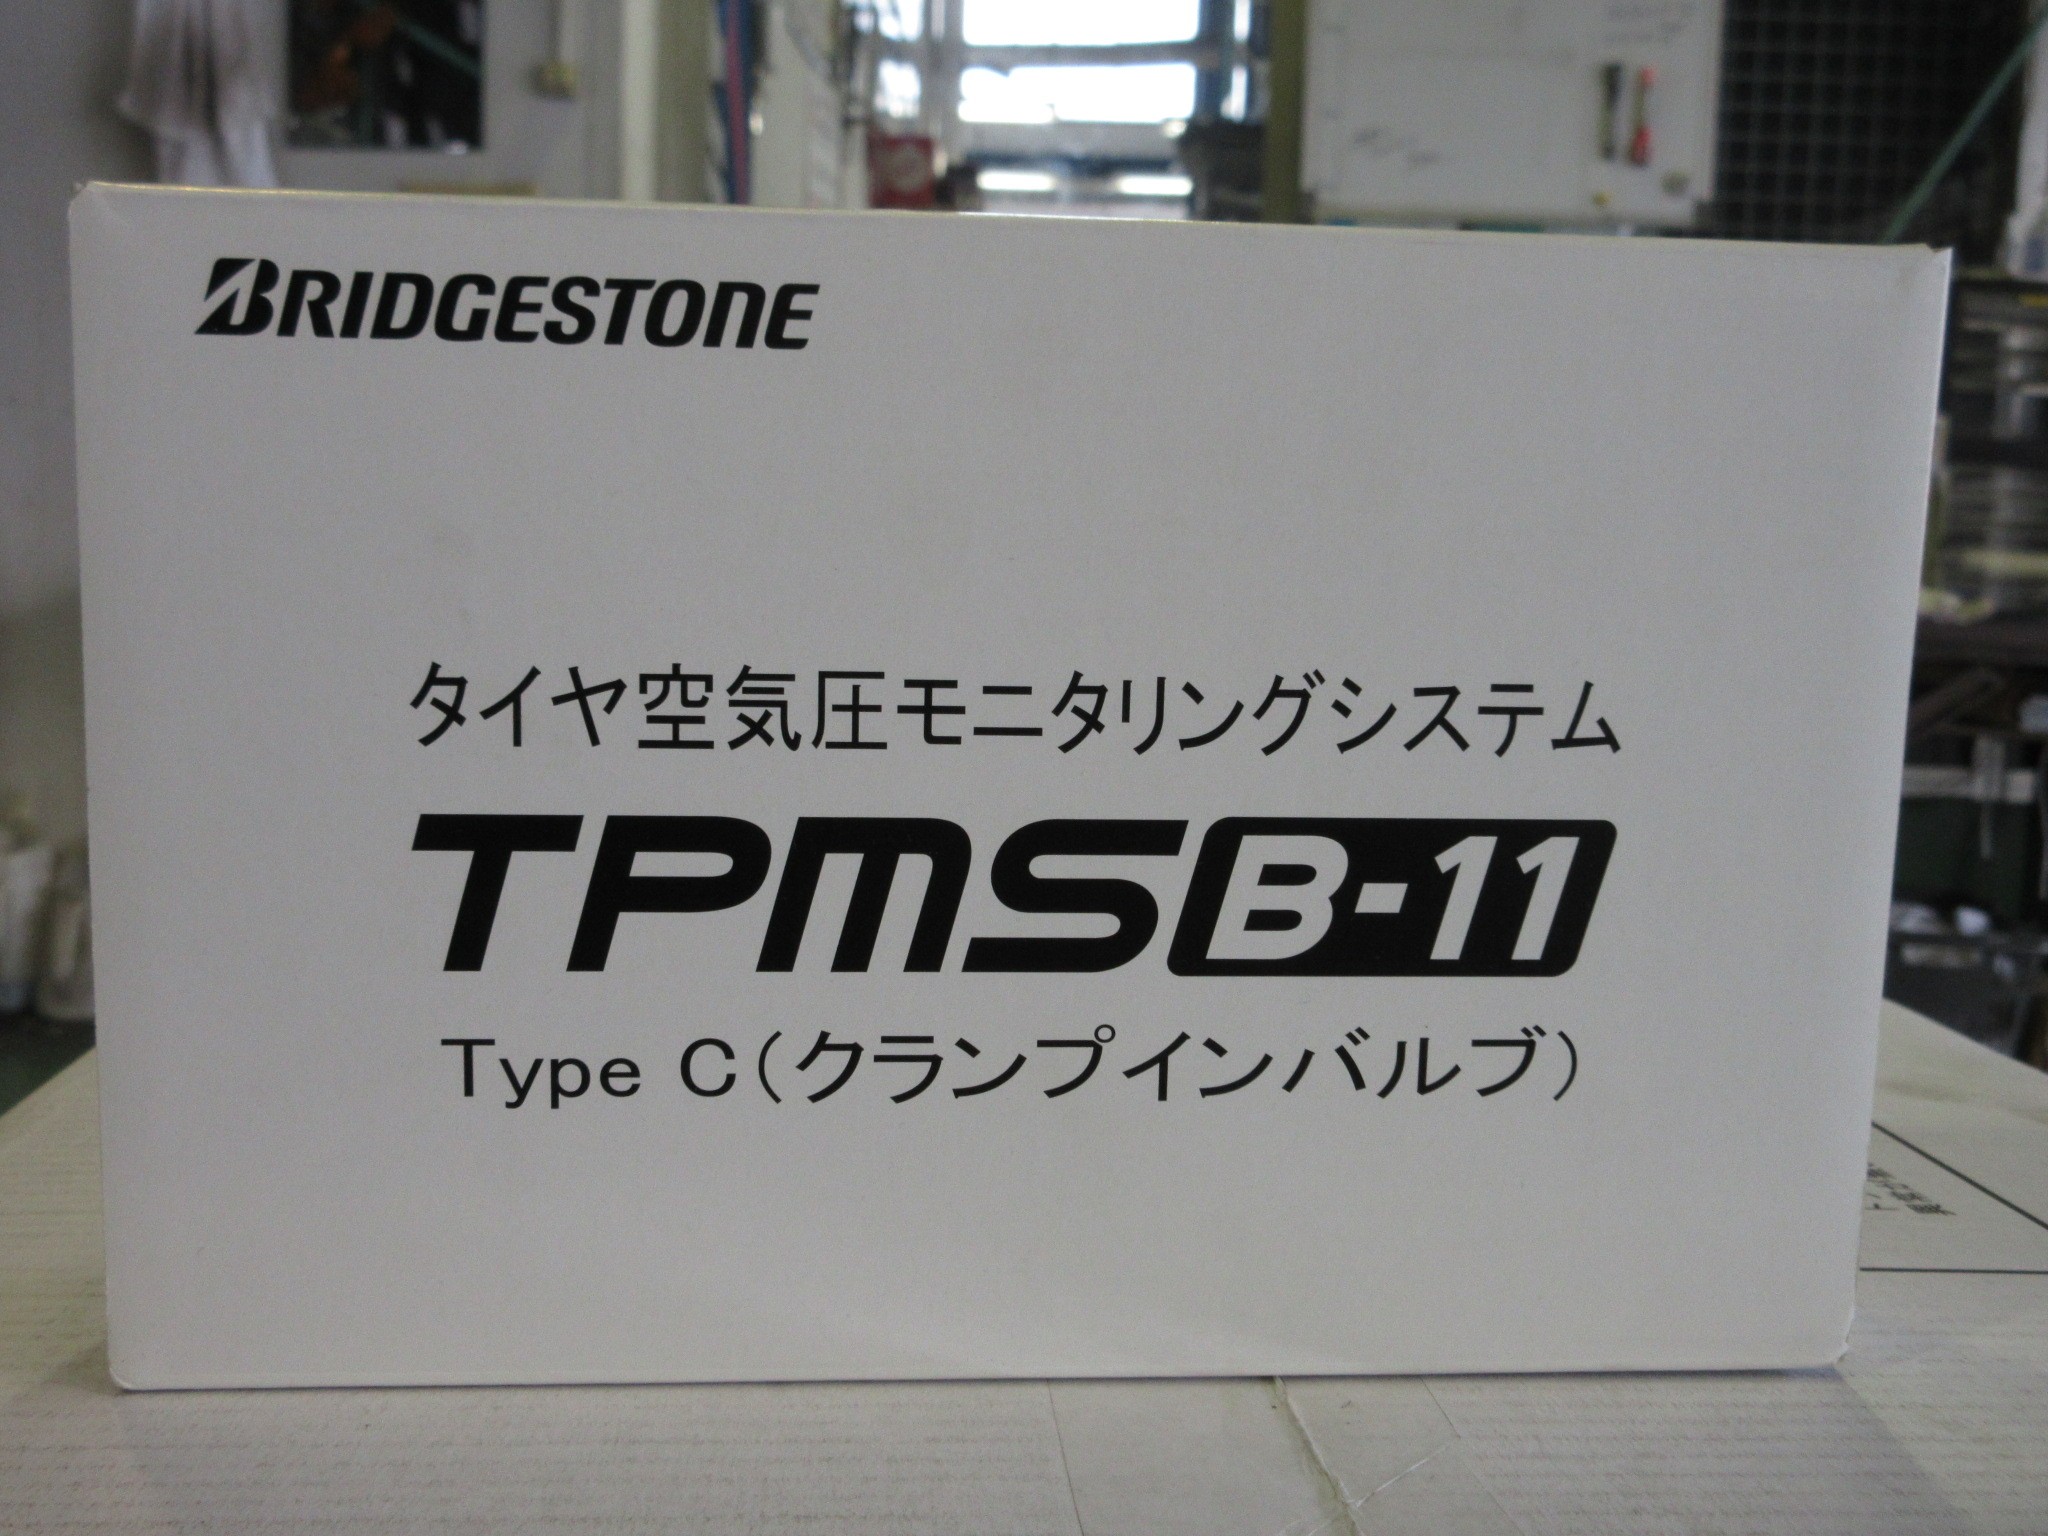 BRIDGESTONE
タイヤ空気圧モニタリングシステム
TPMS B-11
Type C(クランプインバルブ)